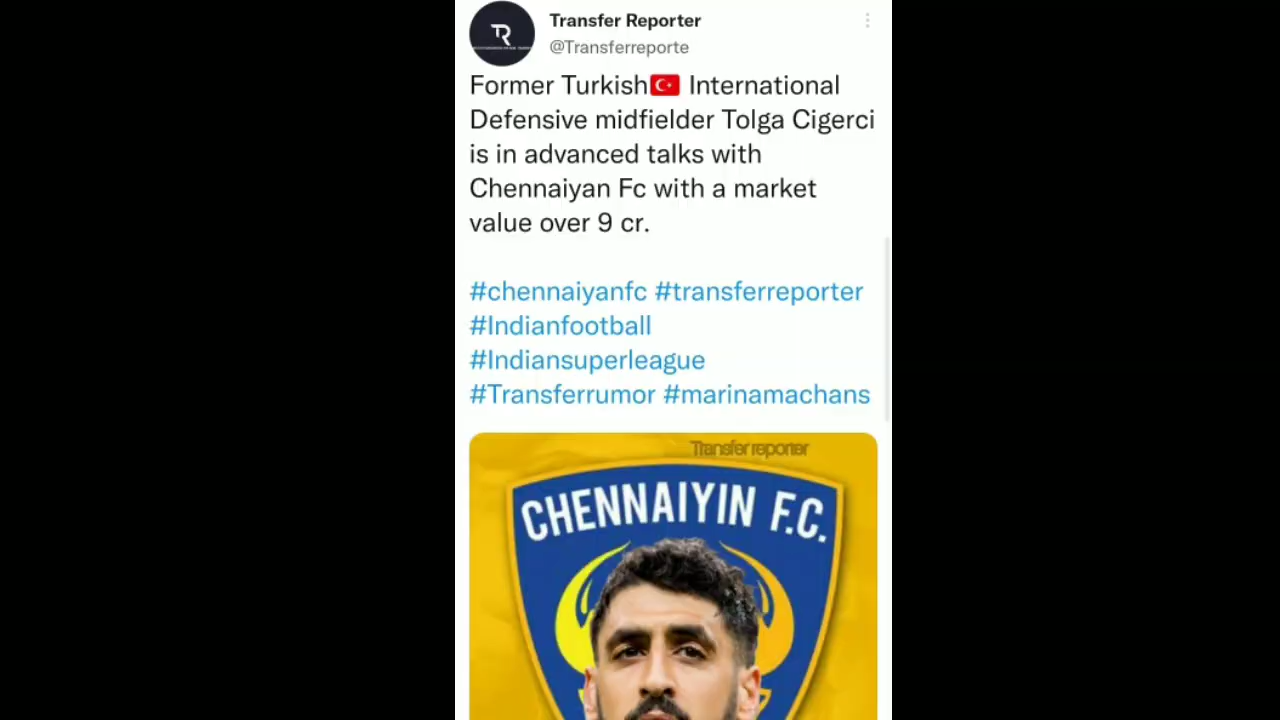 Transfer Reporter
@Transferreporte
Former Turkish🇹🇷 International
Defensive midfielder Tolga Cigerci
is in advanced talks with
Chennaiyan Fc with a market
value over 9 cr.
#chennaiyanfc #transferreporter
#Indianfootball
#Indiansuperleague
#Transferrumor #marinamachans
Transfer reporter
CHENNAIYIN F.C.